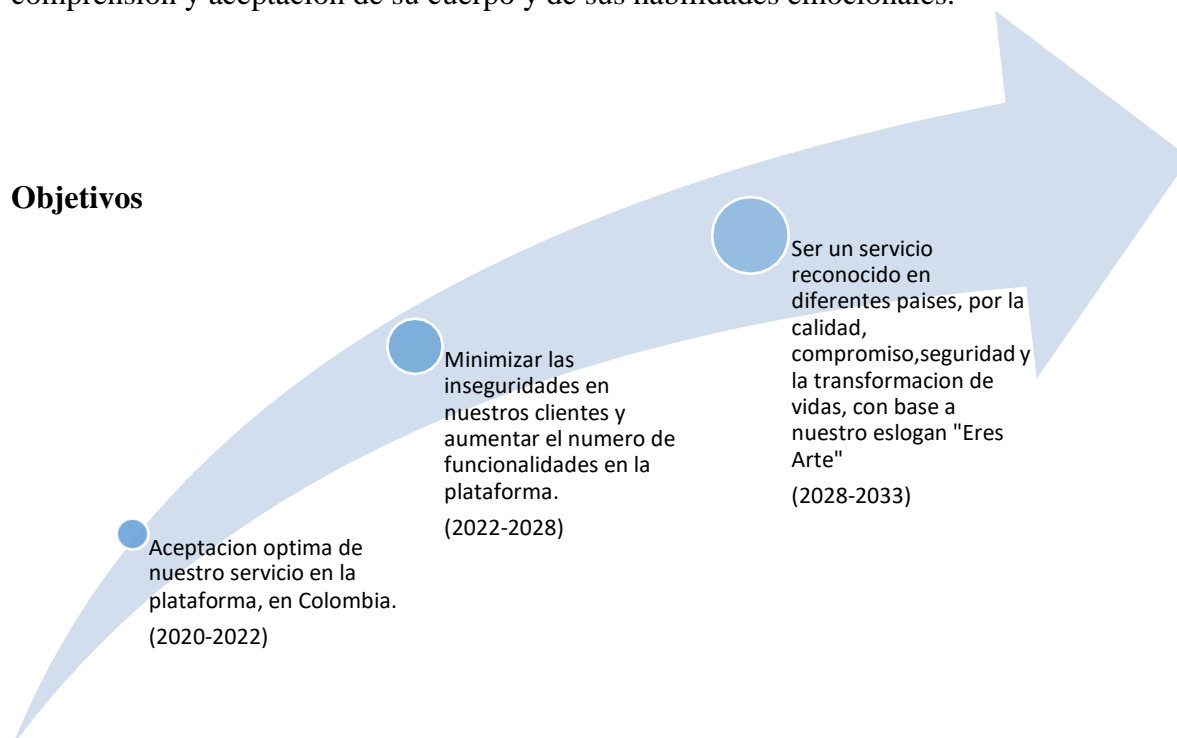 comprensión y aceptación de su cuerpo y de sus habilidades emocionales.
Objetivos
Aceptacion optima de
nuestro servicio en la
plataforma, en Colombia.
(2020-2022)
Minimizar las
inseguridades en
nuestros clientes y
aumentar el numero de
funcionalidades en la
plataforma.
(2022-2028)
Ser un servicio
reconocido en
diferentes paises, por la
calidad,
compromiso,seguridad y
la transformacion de
vidas, con base a
nuestro eslogan "Eres
Arte"
(2028-2033)